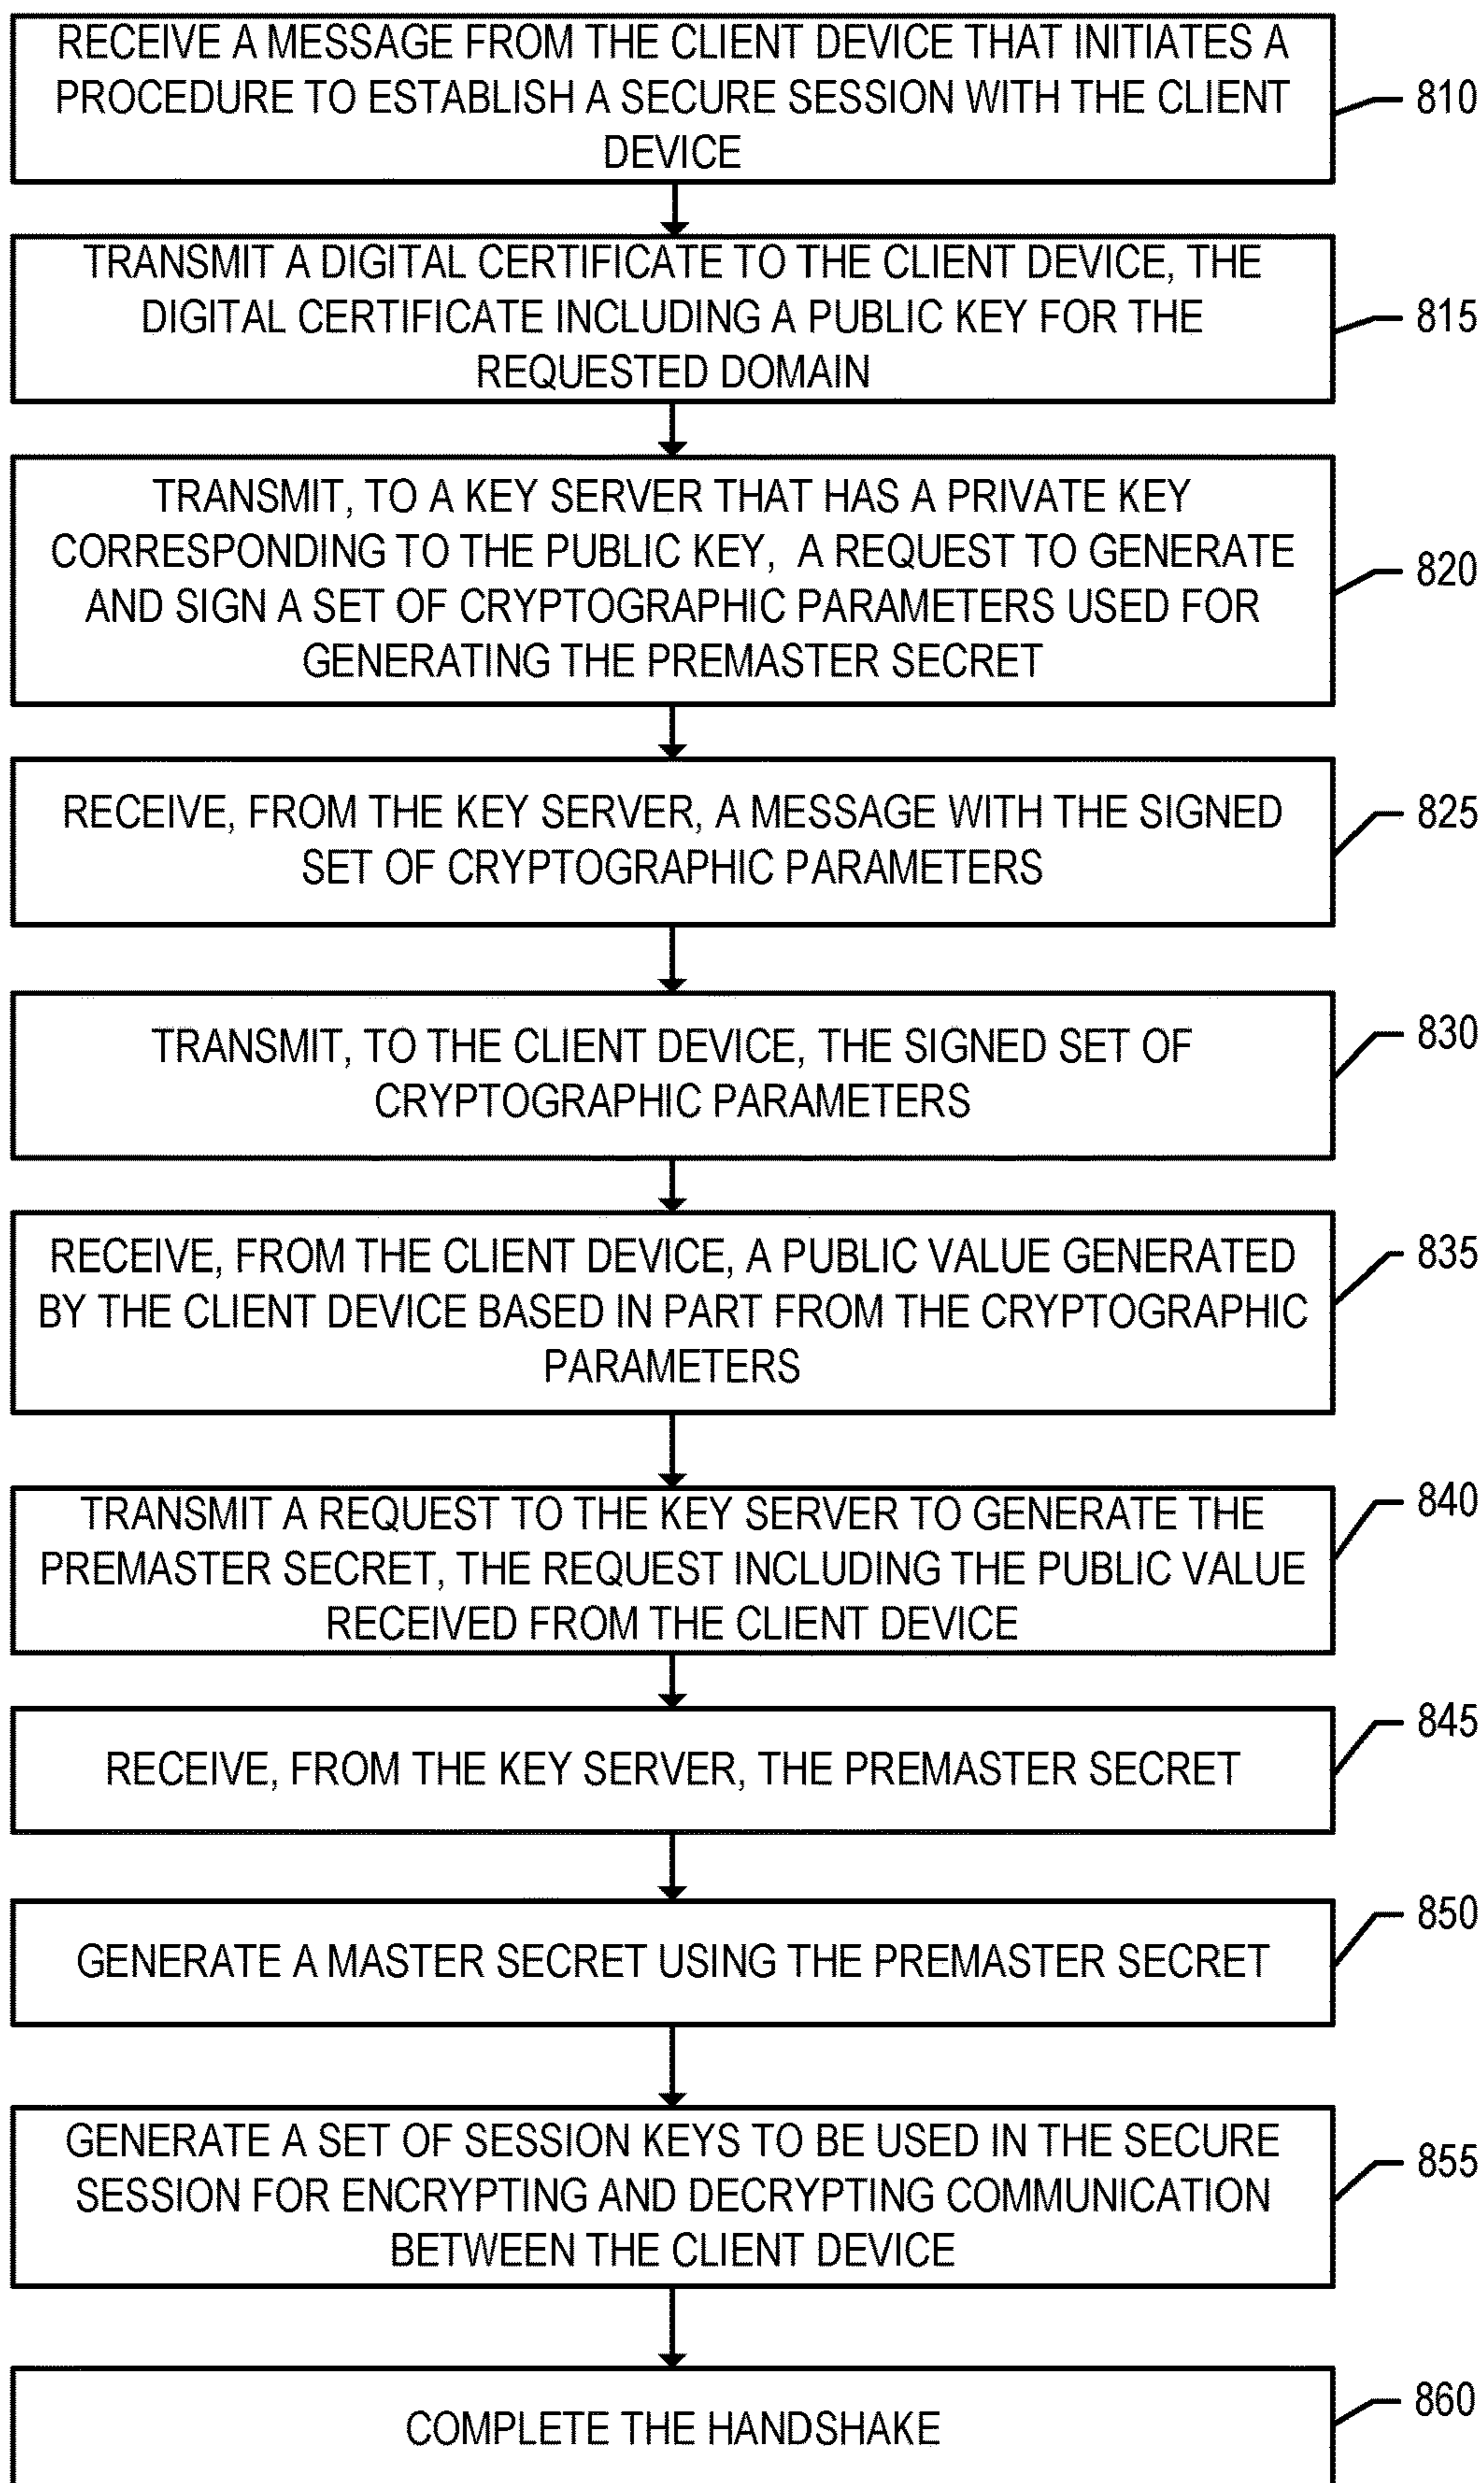 RECEIVE A MESSAGE FROM THE CLIENT DEVICE THAT INITIATES A
PROCEDURE TO ESTABLISH A SECURE SESSION WITH THE CLIENT
DEVICE
810
TRANSMIT A DIGITAL CERTIFICATE TO THE CLIENT DEVICE, THE
DIGITAL CERTIFICATE INCLUDING A PUBLIC KEY FOR THE
REQUESTED DOMAIN
815
TRANSMIT, TO A KEY SERVER THAT HAS A PRIVATE KEY
CORRESPONDING TO THE PUBLIC KEY, A REQUEST TO GENERATE
AND SIGN A SET OF CRYPTOGRAPHIC PARAMETERS USED FOR
GENERATING THE PREMASTER SECRET
820
RECEIVE, FROM THE KEY SERVER, A MESSAGE WITH THE SIGNED
SET OF CRYPTOGRAPHIC PARAMETERS
825
TRANSMIT, TO THE CLIENT DEVICE, THE SIGNED SET OF
CRYPTOGRAPHIC PARAMETERS
830
RECEIVE, FROM THE CLIENT DEVICE, A PUBLIC VALUE GENERATED
BY THE CLIENT DEVICE BASED IN PART FROM THE CRYPTOGRAPHIC
PARAMETERS
835
TRANSMIT A REQUEST TO THE KEY SERVER TO GENERATE THE
PREMASTER SECRET, THE REQUEST INCLUDING THE PUBLIC VALUE
RECEIVED FROM THE CLIENT DEVICE
840
RECEIVE, FROM THE KEY SERVER, THE PREMASTER SECRET
845
GENERATE A MASTER SECRET USING THE PREMASTER SECRET
850
GENERATE A SET OF SESSION KEYS TO BE USED IN THE SECURE
SESSION FOR ENCRYPTING AND DECRYPTING COMMUNICATION
BETWEEN THE CLIENT DEVICE
855
COMPLETE THE HANDSHAKE
860